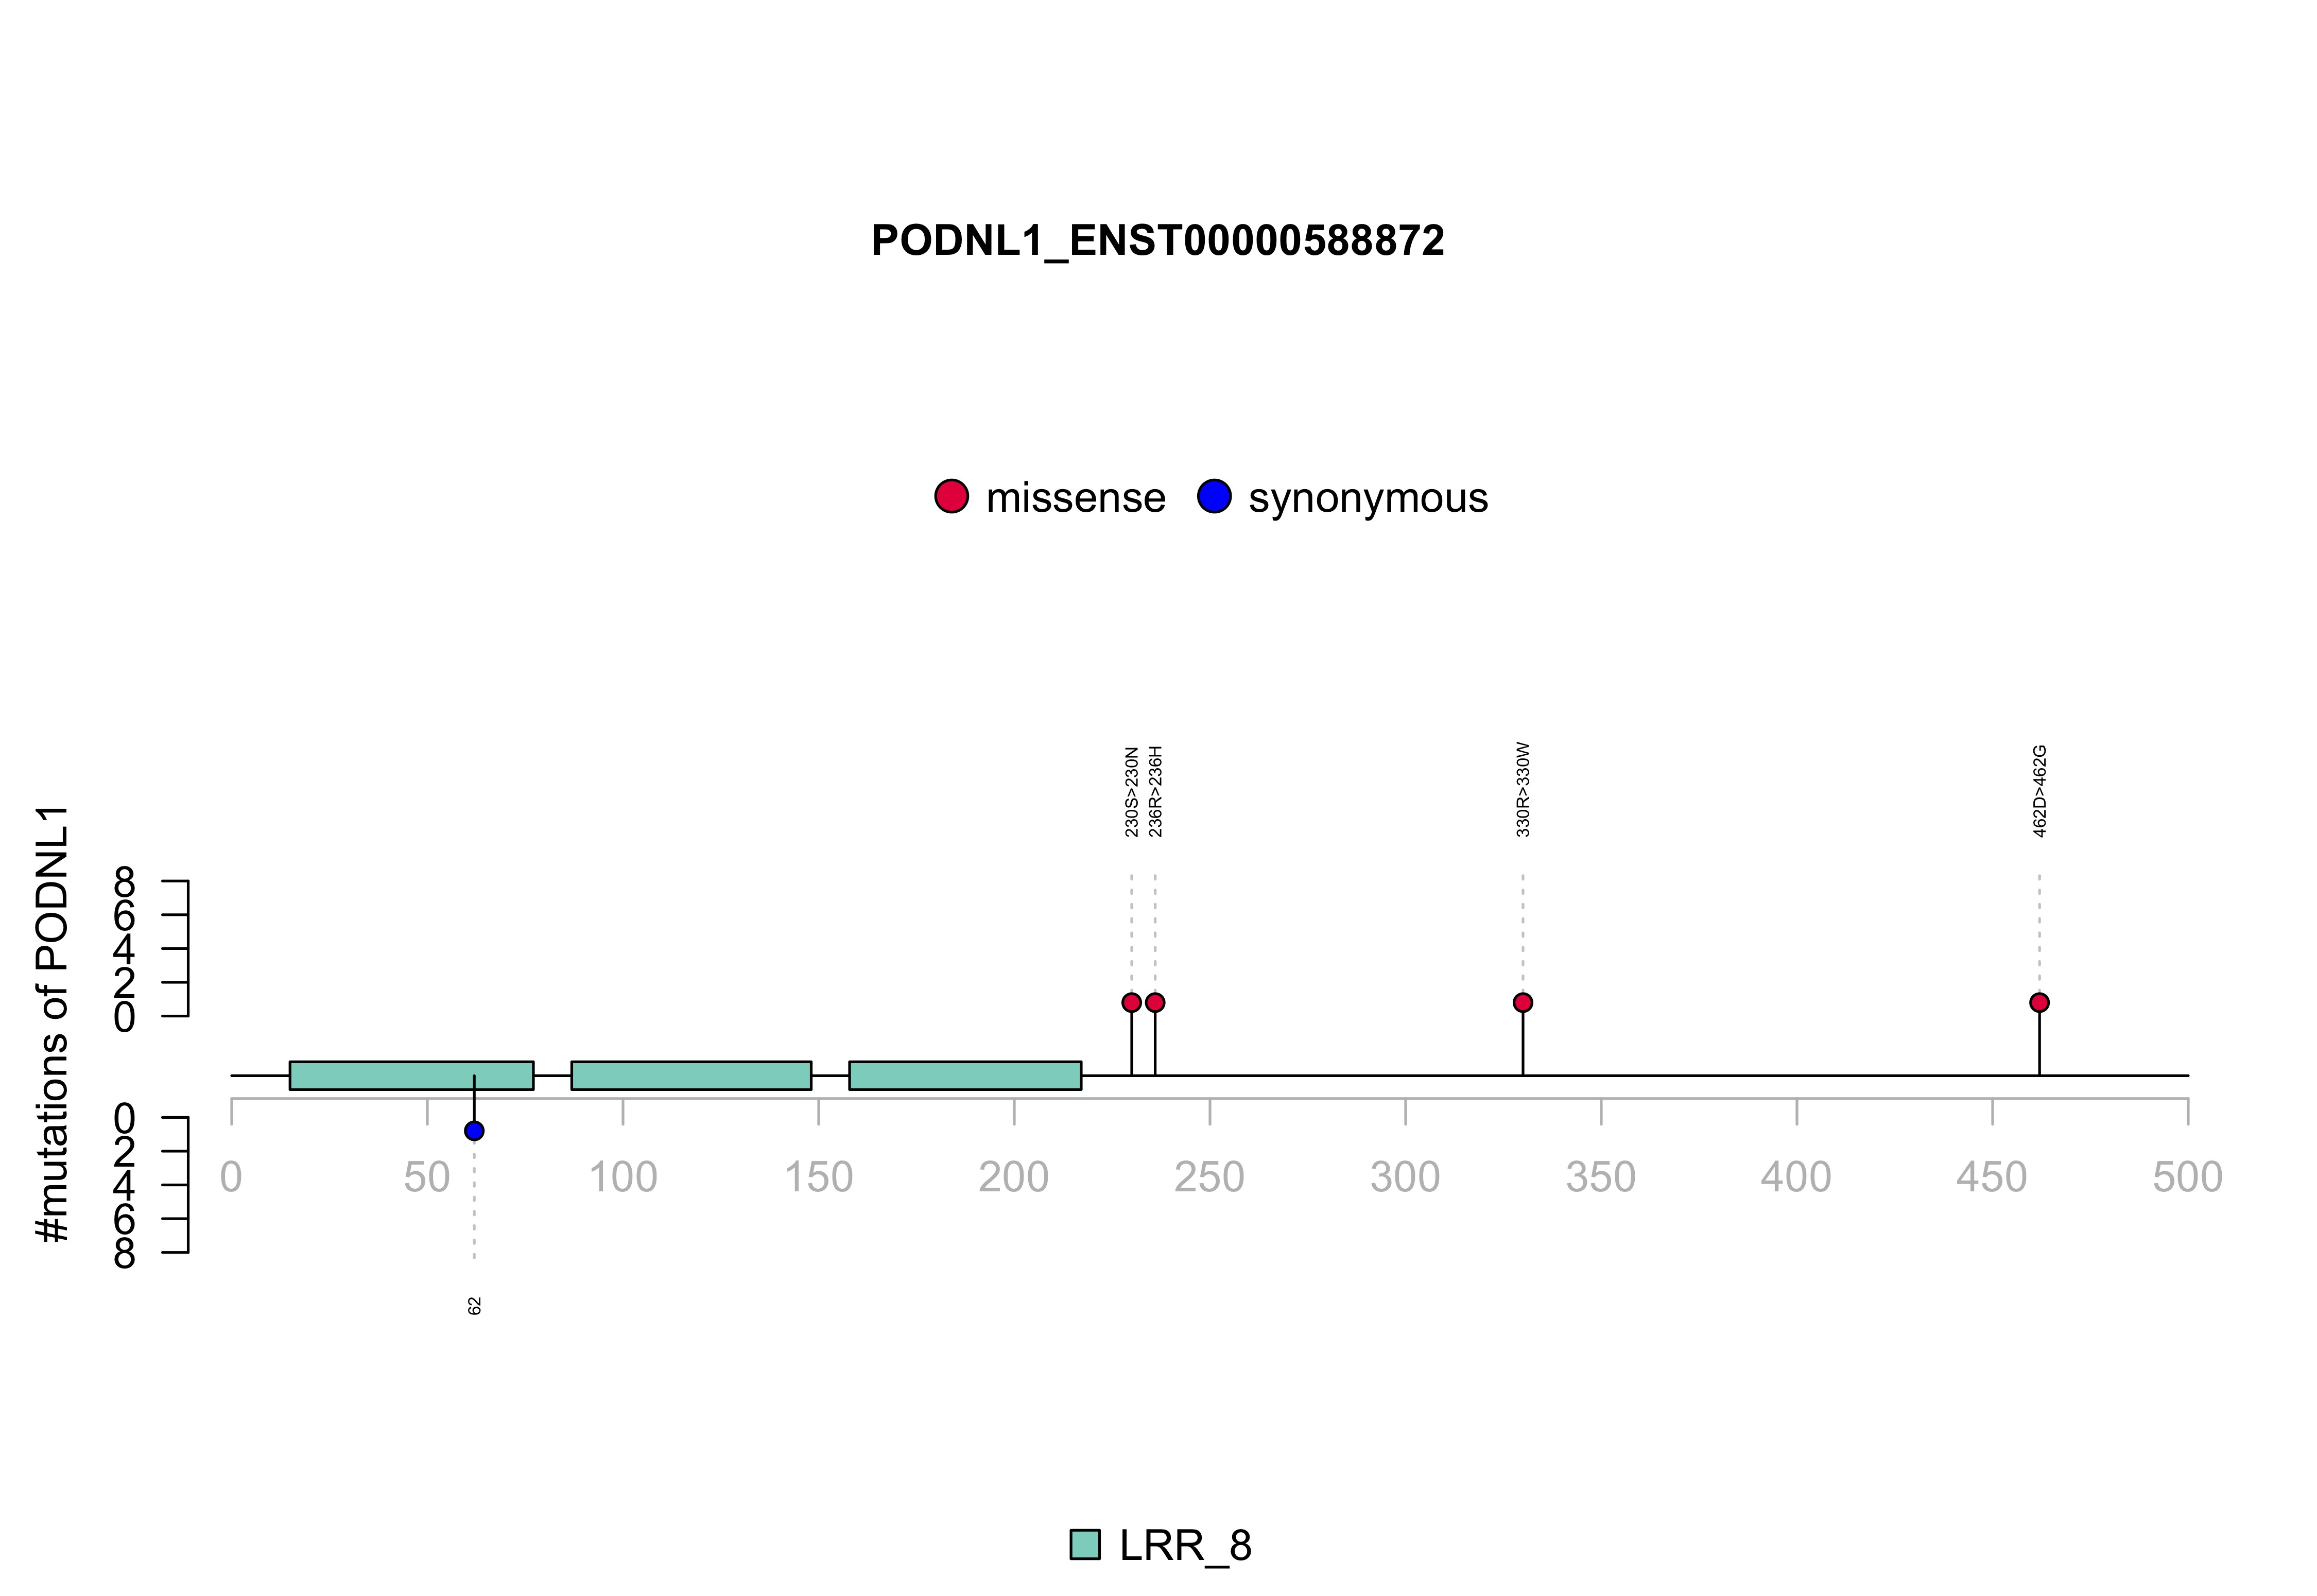 PODNL1_ENST00000588872
missense synonymous
230S>230N
236R>236H
330R>330W
462D>462G
#mutations of PODNL1
8
6
4
2
0
0
2
4
6
8
0 50 100 150 200 250 300 350 400 450 500
62
LRR_8